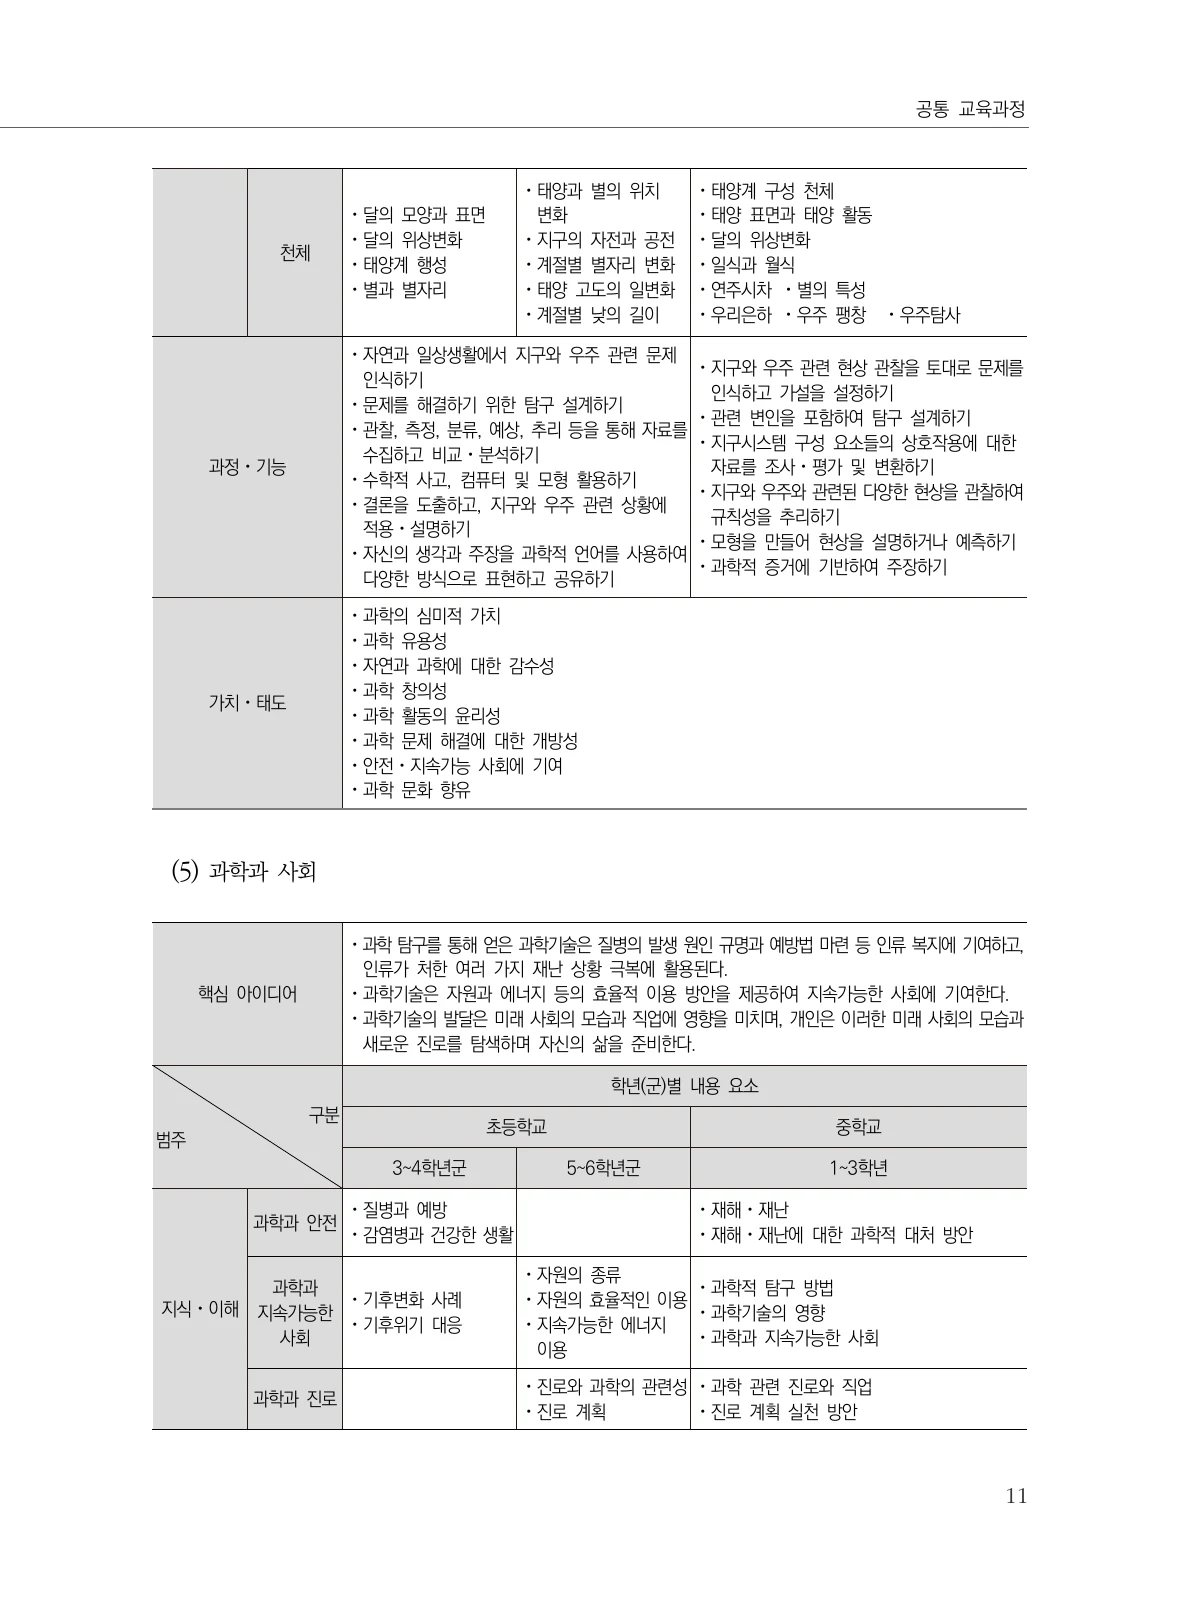 공통 교육과정
천체
・달의 모양과 표면
・달의 위상변화
・태양계 행성
・별과 별자리
・태양과 별의 위치
변화
・지구의 자전과 공전
・계절별 별자리 변화
・태양 고도의 일변화
・계절별 낮의 길이
・태양계 구성 천체
・태양 표면과 태양 활동
・달의 위상변화
・일식과 월식
・연주시차 ・별의 특성
・우리은하 ・우주 팽창 ・우주탐사
과정・기능
・자연과 일상생활에서 지구와 우주 관련 문제
인식하기
・문제를 해결하기 위한 탐구 설계하기
・관찰, 측정, 분류, 예상, 추리 등을 통해 자료를
수집하고 비교・분석하기
・수학적 사고, 컴퓨터 및 모형 활용하기
・결론을 도출하고, 지구와 우주 관련 상황에
적용・설명하기
・자신의 생각과 주장을 과학적 언어를 사용하여
다양한 방식으로 표현하고 공유하기
・지구와 우주 관련 현상 관찰을 토대로 문제를
인식하고 가설을 설정하기
・관련 변인을 포함하여 탐구 설계하기
・지구시스템 구성 요소들의 상호작용에 대한
자료를 조사・평가 및 변환하기
・지구와 우주와 관련된 다양한 현상을 관찰하여
규칙성을 추리하기
・모형을 만들어 현상을 설명하거나 예측하기
・과학적 증거에 기반하여 주장하기
가치・태도
・과학의 심미적 가치
・과학 유용성
・자연과 과학에 대한 감수성
・과학 창의성
・과학 활동의 윤리성
・과학 문제 해결에 대한 개방성
・안전・지속가능 사회에 기여
・과학 문화 향유
(5) 과학과 사회
핵심 아이디어
・과학 탐구를 통해 얻은 과학기술은 질병의 발생 원인 규명과 예방법 마련 등 인류 복지에 기여하고,
인류가 처한 여러 가지 재난 상황 극복에 활용된다.
・과학기술은 자원과 에너지 등의 효율적 이용 방안을 제공하여 지속가능한 사회에 기여한다.
・과학기술의 발달은 미래 사회의 모습과 직업에 영향을 미치며, 개인은 이러한 미래 사회의 모습과
새로운 진로를 탐색하며 자신의 삶을 준비한다.
구분
범주
학년(군)별 내용 요소
초등학교
중학교
3~4학년군
5~6학년군
1~3학년
지식・이해
과학과 안전
・질병과 예방
・감염병과 건강한 생활
・재해・재난
・재해・재난에 대한 과학적 대처 방안
과학과
지속가능한
사회
・기후변화 사례
・기후위기 대응
・자원의 종류
・자원의 효율적인 이용
・지속가능한 에너지
이용
・과학적 탐구 방법
・과학기술의 영향
・과학과 지속가능한 사회
과학과 진로
・진로와 과학의 관련성
・진로 계획
・과학 관련 진로와 직업
・진로 계획 실천 방안
11